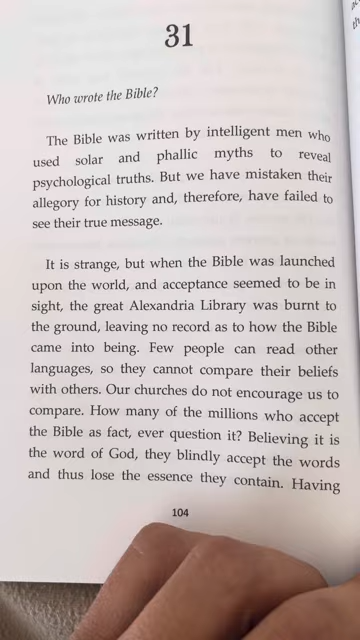 31
Who wrote the Bible?
The Bible was written by intelligent men who
used solar and phallic myths to reveal
psychological truths. But we have mistaken their
allegory for history and, therefore, have failed to
see their true message.
It is strange, but when the Bible was launched
upon the world, and acceptance seemed to be in
sight, the great Alexandria Library was burnt to
the ground, leaving no record as to how the Bible
came into being. Few people can read other
languages, so they cannot compare their beliefs
with others. Our churches do not encourage us to
compare. How many of the millions who accept
the Bible as fact, ever question it? Believing it is
the word of God, they blindly accept the words
and thus lose the essence they contain. Having
104